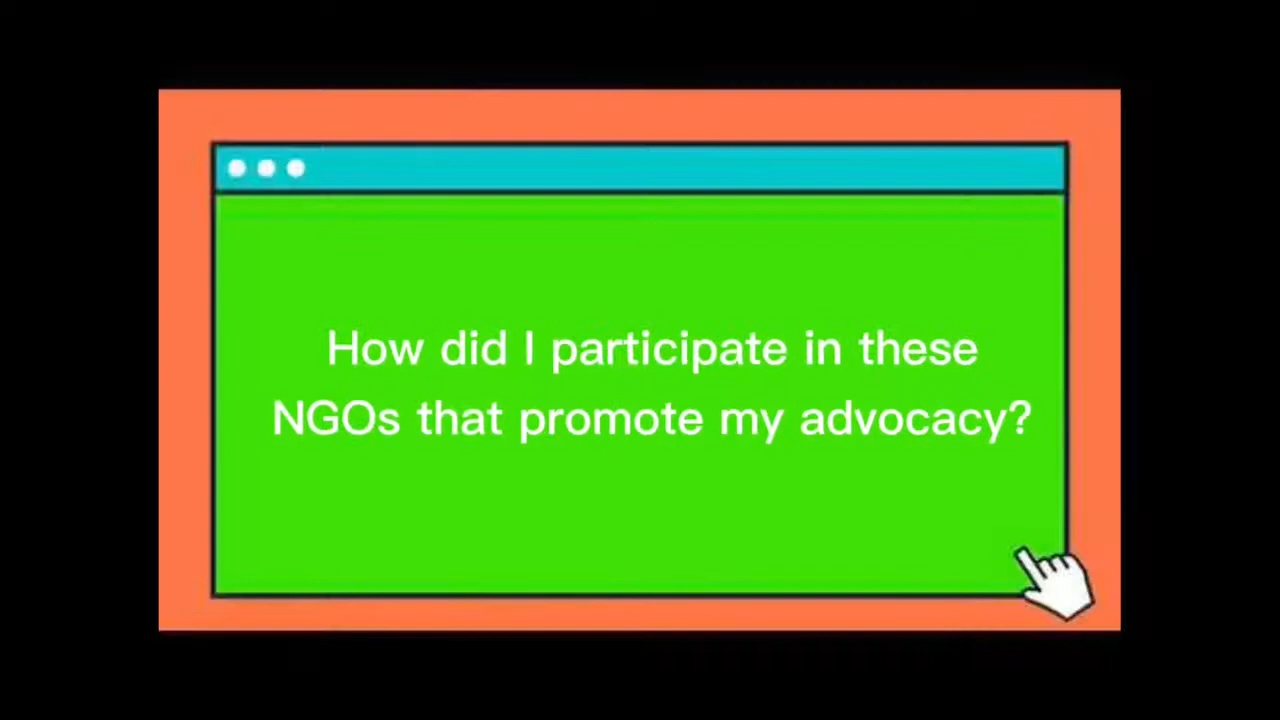 How did I participate in these
NGOs that promote my advocacy?